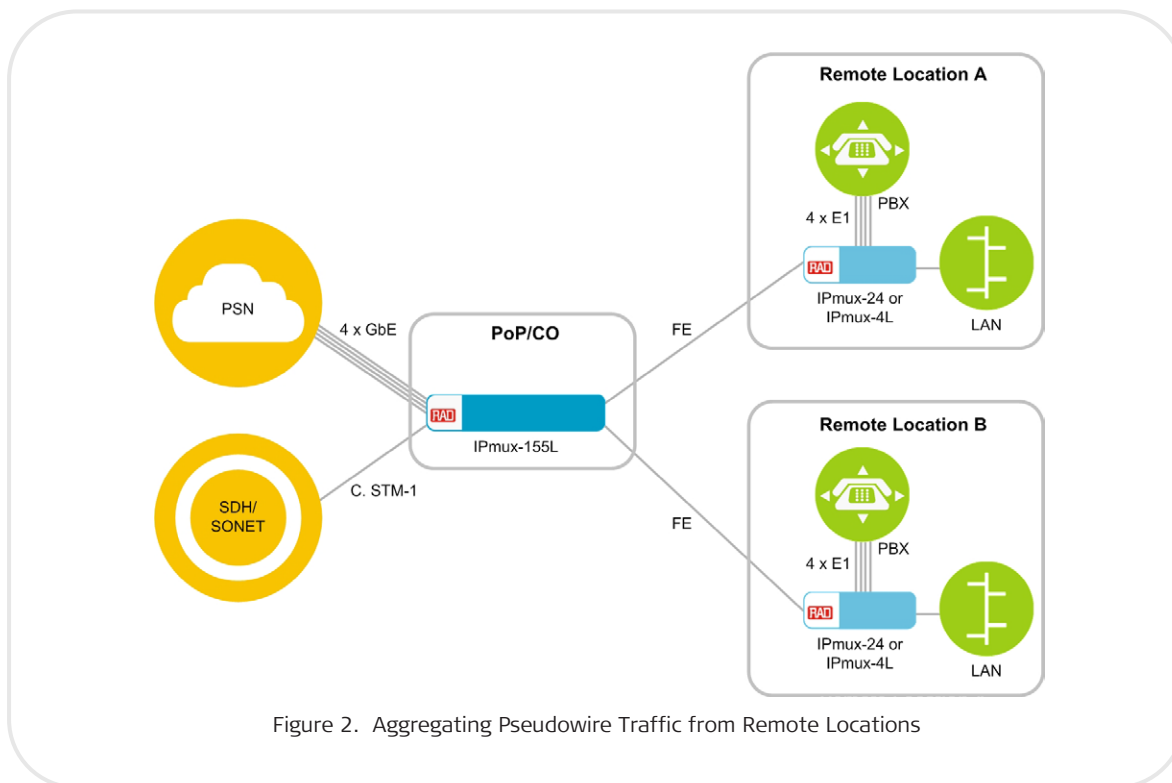 Remote Location A
PBX
4 x E1
RAD
IPmux-24 or
IPmux-4L
LAN
PSN
4 x GbE
PoP/CO
FE
RAD
IPmux-155L
C. STM-1
SDH/
SONET
FE
Remote Location B
PBX
4 x E1
RAD
IPmux-24 or
IPmux-4L
LAN
Figure 2. Aggregating Pseudowire Traffic from Remote Locations